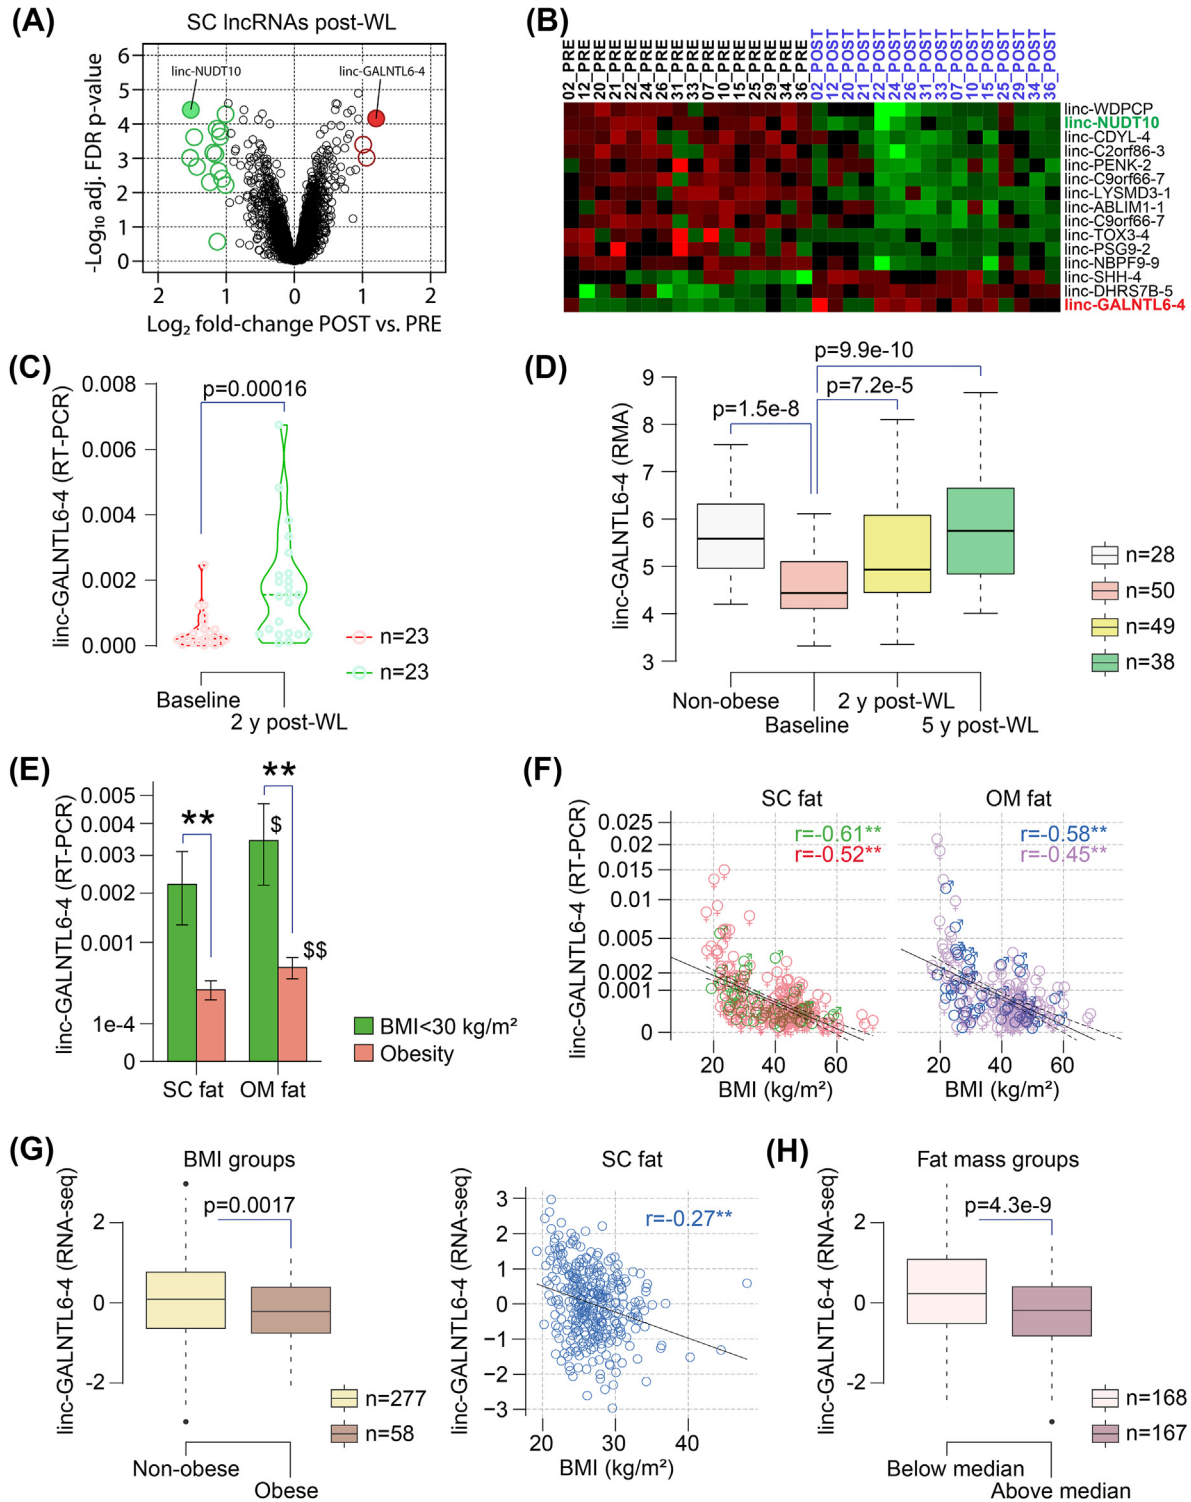 (A)
SC lncRNAs post-WL
6
5
4
3
2
1
0
-Log₁₀ adj. FDR p-value
linc-NUDT10
linc-GALNTL6-4
2 1 0 1 2
Log₂ fold-change POST vs. PRE
(B)
02_PRE
12_PRE
20_PRE
21_PRE
22_PRE
24_PRE
26_PRE
31_PRE
33_PRE
07_PRE
10_PRE
15_PRE
25_PRE
29_PRE
34_PRE
36_PRE
02_POST
12_POST
20_POST
21_POST
22_POST
24_POST
26_POST
31_POST
33_POST
07_POST
10_POST
15_POST
25_POST
29_POST
34_POST
36_POST
linc-WDPCP
linc-NUDT10
linc-CDYL-4
linc-C2orf86-3
linc-PENK-2
linc-C9orf66-7
linc-LYSMD3-1
linc-ABLIM1-1
linc-C9orf66-7
linc-TOX3-4
linc-PSG9-2
linc-NBPF9-9
linc-SHH-4
linc-DHRS7B-5
linc-GALNTL6-4
(C)
linc-GALNTL6-4 (RT-PCR)
0.008
0.006
0.004
0.002
0.000
p=0.00016
n=23
n=23
Baseline
2 y post-WL
(D)
linc-GALNTL6-4 (RMA)
9
8
7
6
5
4
3
p=9.9e-10
p=7.2e-5
p=1.5e-8
n=28
n=50
n=49
n=38
Non-obese
Baseline
2 y post-WL
5 y post-WL
(E)
linc-GALNTL6-4 (RT-PCR)
0.005
0.004
0.003
0.002
0.001
1e-4
0
**
**
$
$$
BMI<30 kg/m²
Obesity
SC fat OM fat
(F)
linc-GALNTL6-4 (RT-PCR)
SC fat
OM fat
0.025
0.015
0.01
0.005
0.002
0.001
0
r=-0.61**
r=-0.52**
r=-0.58**
r=-0.45**
20 40 60
20 40 60
BMI (kg/m²)
BMI (kg/m²)
(G)
BMI groups
linc-GALNTL6-4 (RNA-seq)
2
0
-2
p=0.0017
n=277
n=58
Non-obese
Obese
SC fat
linc-GALNTL6-4 (RNA-seq)
3
2
1
0
−1
−2
−3
r=-0.27**
20 30 40
BMI (kg/m²)
(H)
Fat mass groups
linc-GALNTL6-4 (RNA-seq)
2
0
-2
p=4.3e-9
n=168
n=167
Below median
Above median